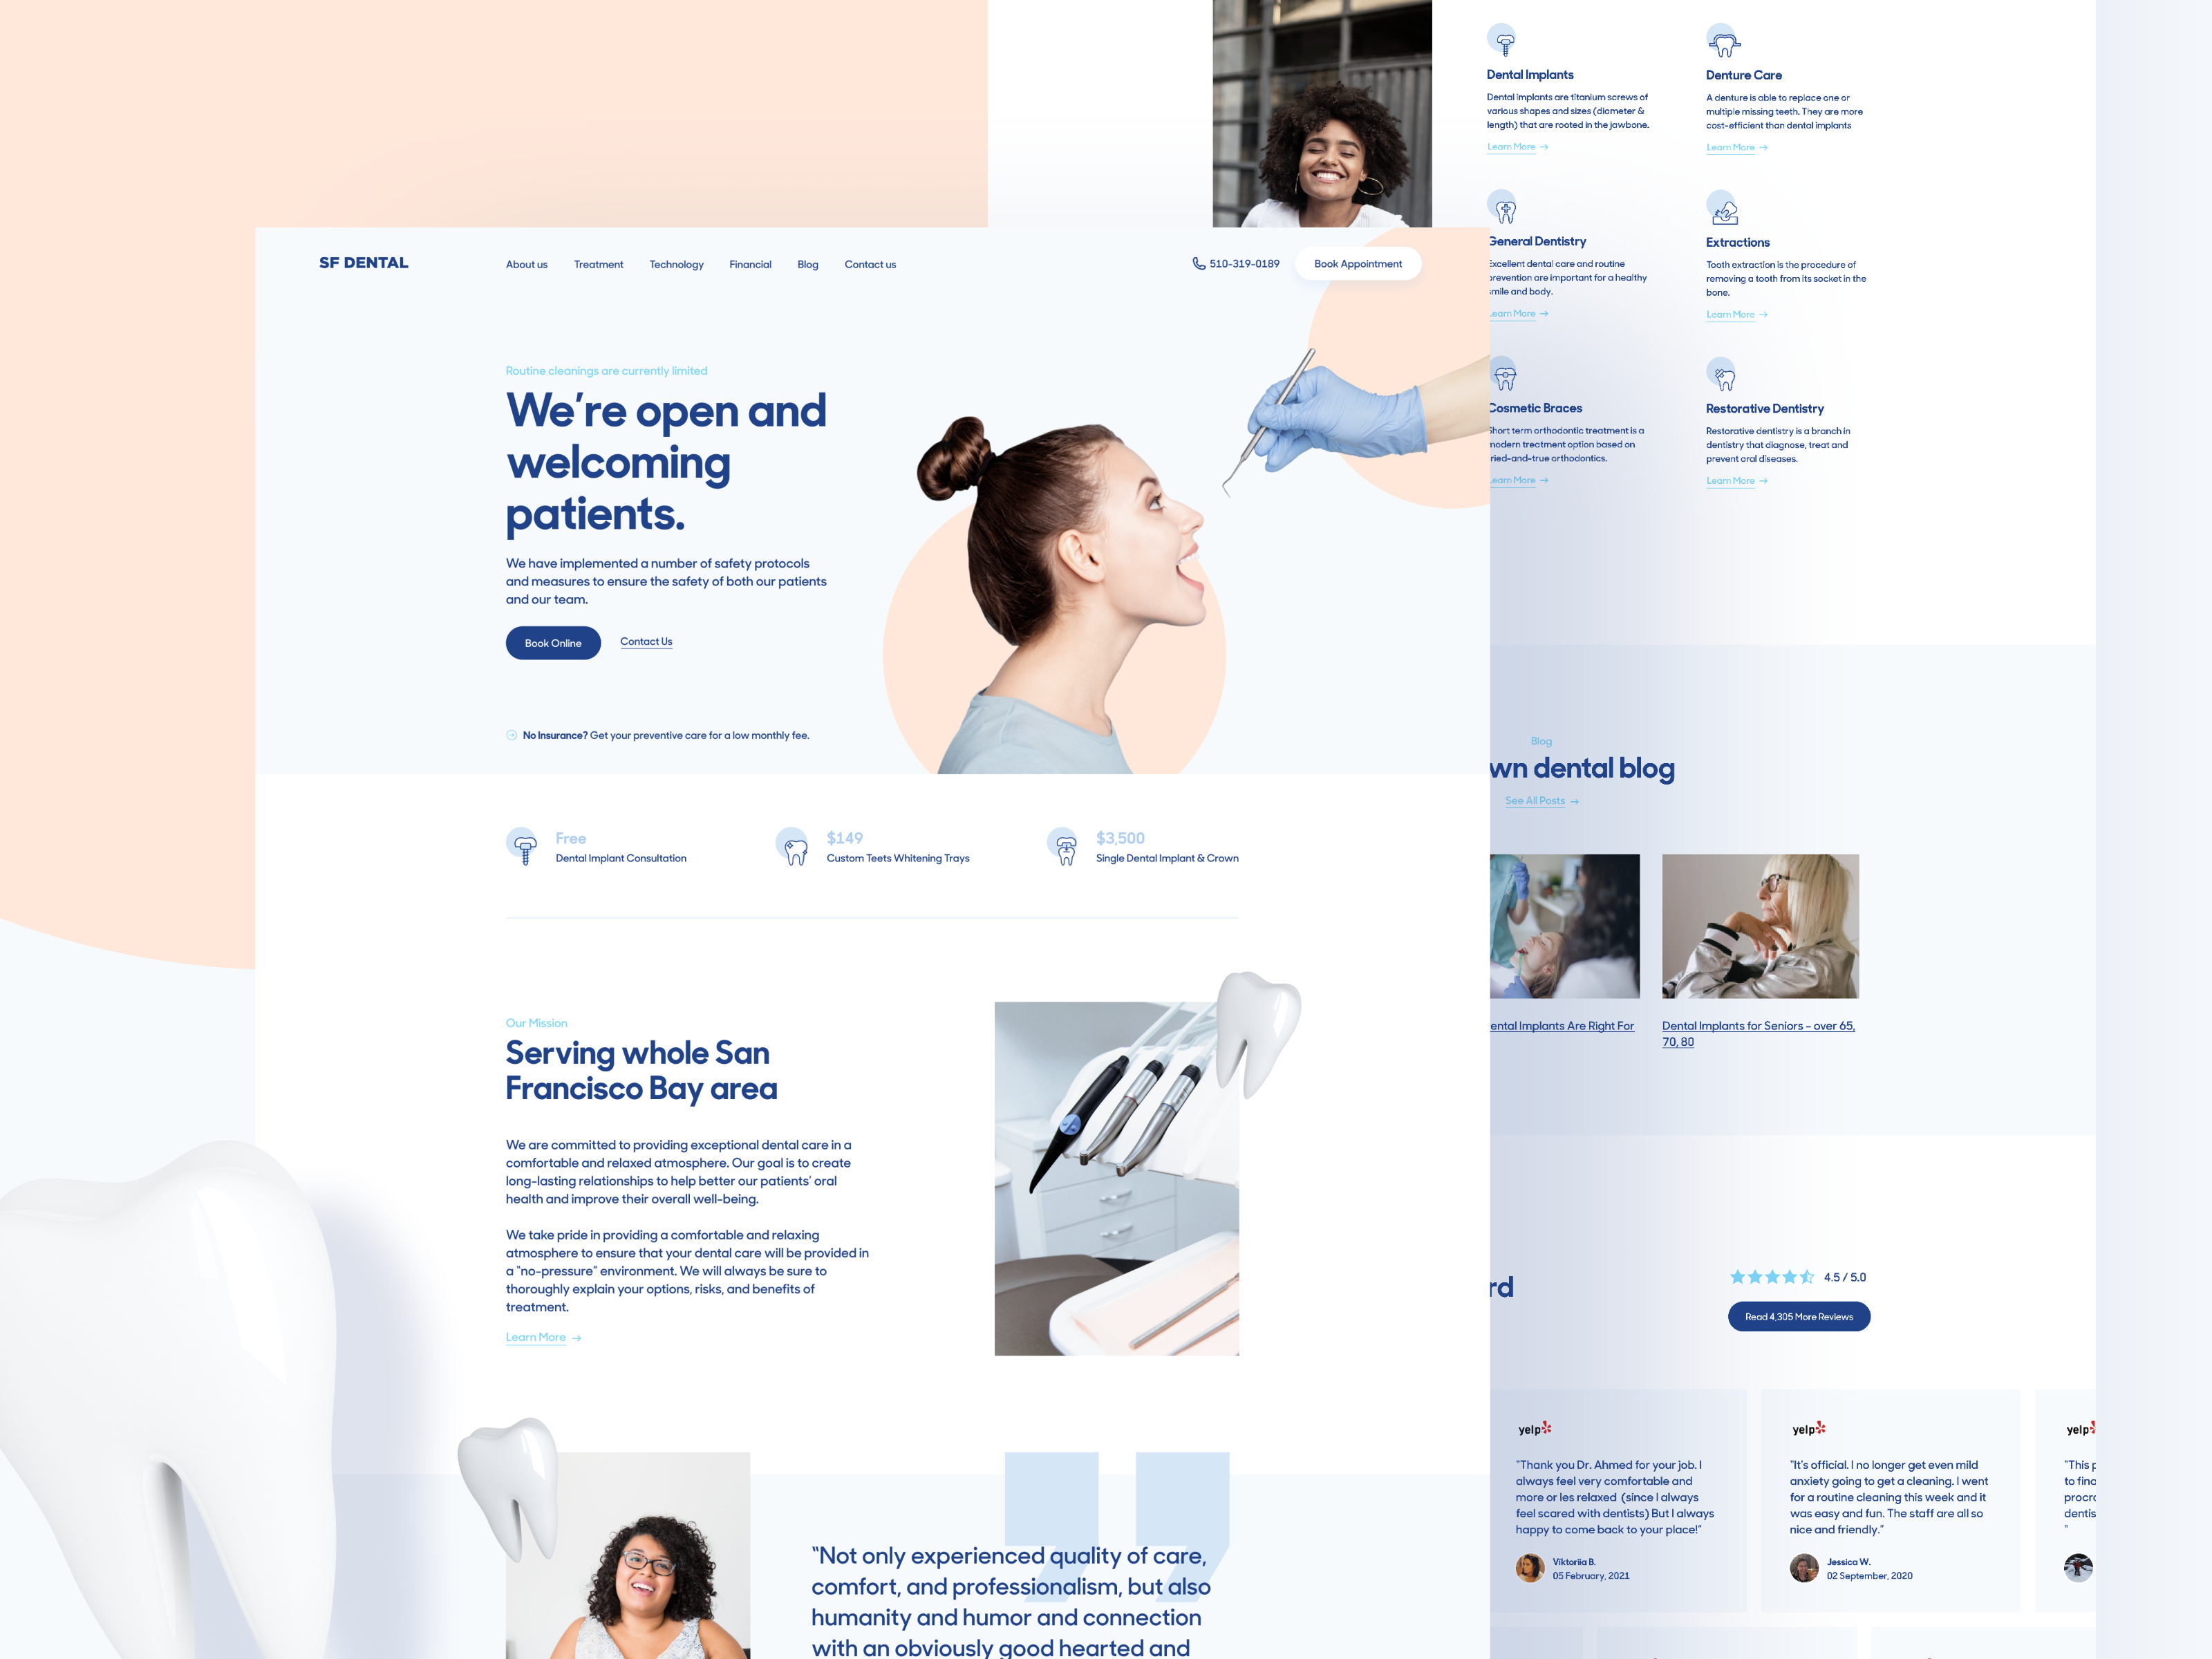 SF DENTAL
About us
Treatment
Technology
Financial
Blog
Contact us
510-319-0189
Book Appointment
Routine cleanings are currently limited
We're open and
welcoming
patients.
We have implemented a number of safety protocols
and measures to ensure the safety of both our patients
and our team.
Book Online
Contact Us
No Insurance? Get your preventive care for a low monthly fee.
Free
Dental Implant Consultation
$149
Custom Teets Whitening Trays
$3,500
Single Dental Implant & Crown
Our Mission
Serving whole San
Francisco Bay area
We are committed to providing exceptional dental care in a
comfortable and relaxed atmosphere. Our goal is to create
long-lasting relationships to help better our patients' oral
health and improve their overall well-being.
We take pride in providing a comfortable and relaxing
atmosphere to ensure that your dental care will be provided in
a "no-pressure" environment. We will always be sure to
thoroughly explain your options, risks, and benefits of
treatment.
Learn More
"Not only experienced quality of care,
comfort, and professionalism, but also
humanity and humor and connection
with an obviously good hearted and
Dental Implants
Dental implants are titanium screws of
various shapes and sizes (diameter &
length) that are rooted in the jawbone.
Learn More
Denture Care
A denture is able to replace one or
multiple missing teeth. They are more
cost-efficient than dental implants
Learn More
General Dentistry
Excellent dental care and routine
prevention are important for a healthy
smile and body.
Learn More
Extractions
Tooth extraction is the procedure of
removing a tooth from its socket in the
bone.
Learn More
Cosmetic Braces
Short term orthodontic treatment is a
modern treatment option based on
tried-and-true orthodontics.
Learn More
Restorative Dentistry
Restorative dentistry is a branch in
dentistry that diagnose, treat and
prevent oral diseases.
Learn More
Blog
wn dental blog
See All Posts
ental Implants Are Right For
Dental Implants for Seniors - over 65,
70, 80
rd
4.5 / 5.0
Read 4,305 More Reviews
yelp
"Thank you Dr. Ahmed for your job. I
always feel very comfortable and
more or les relaxed (since I always
feel scared with dentists) But I always
happy to come back to your place!"
Viktoriia B.
05 February, 2021
yelp
"It's official. I no longer get even mild
anxiety going to get a cleaning. I went
for a routine cleaning this week and it
was easy and fun. The staff are all so
nice and friendly."
Jessica W.
02 September, 2020
yelp
"This p
to finc
procr
dentis
"